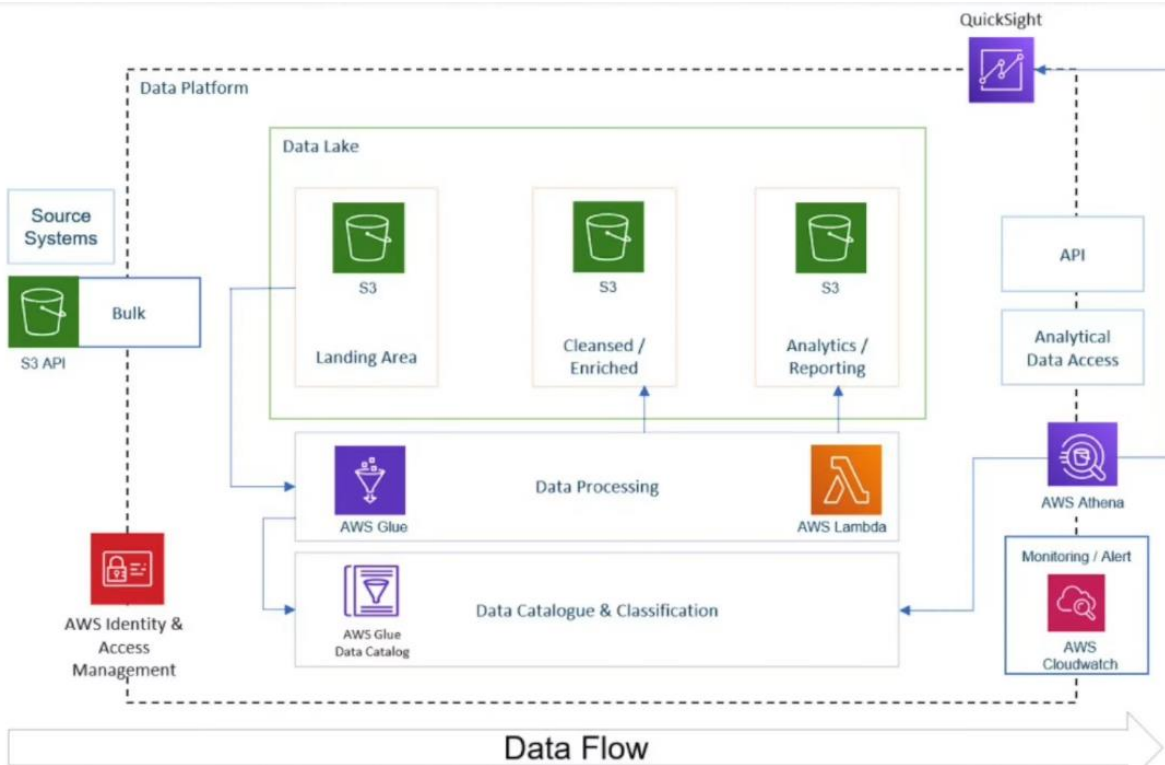 QuickSight
Data Platform
Data Lake
Source
Systems
S3
S3
S3
API
Bulk
S3 API
Landing Area
Cleansed /
Enriched
Analytics /
Reporting
Analytical
Data Access
Data Processing
AWS Glue
AWS Lambda
AWS Athena
Monitoring / Alert
AWS Identity &
Access
Management
Data Catalogue & Classification
AWS Glue
Data Catalog
AWS
Cloudwatch
Data Flow